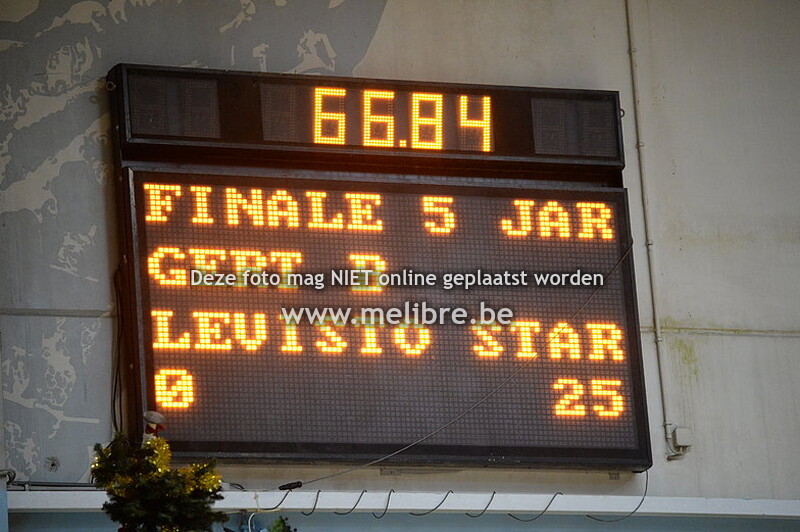 66.84
FINALE 5 JAR
GERT B
Deze foto mag NIET online geplaatst worden
www.melibre.be
LEVISTO STAR
0 25